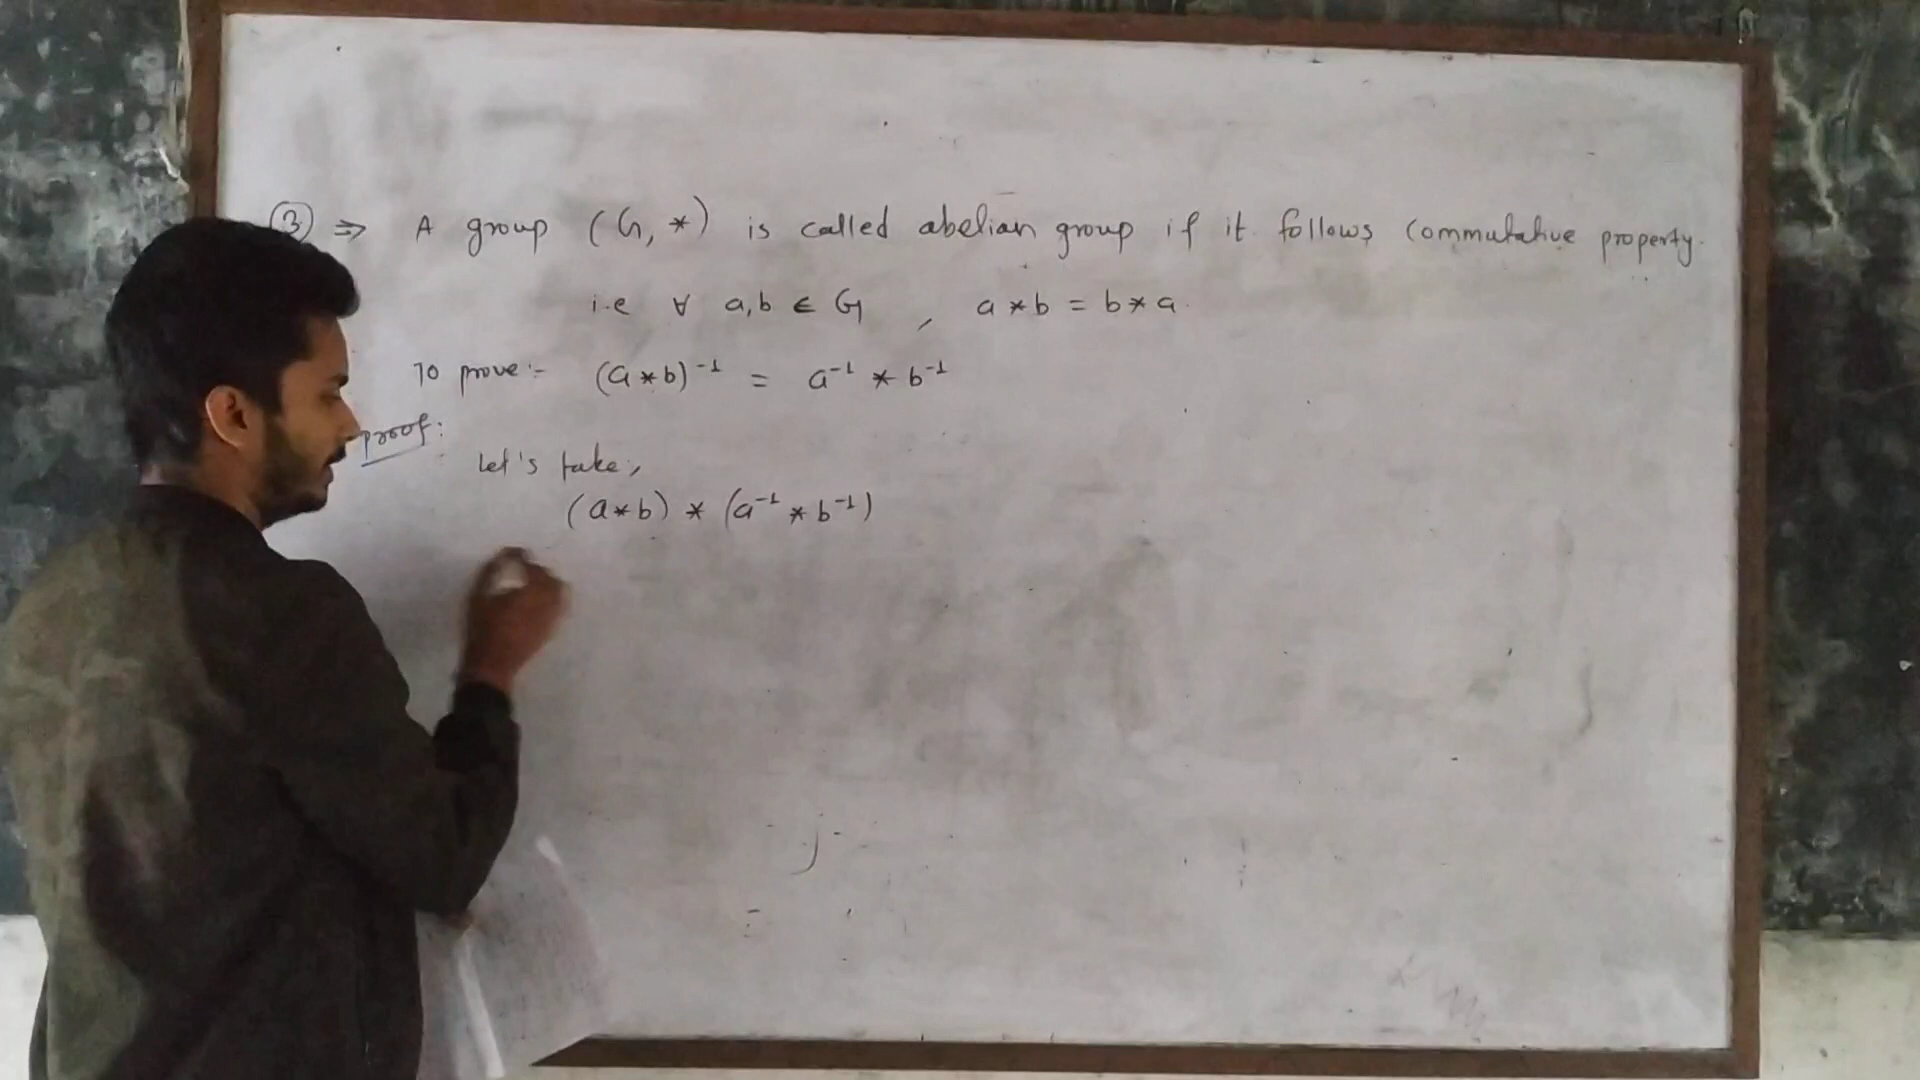 ③ ⇒ A group (G, *) is called abelian group if it follows commutative property.
i.e ∀ a,b ∈ G , a * b = b * a.
To prove:- (a * b)⁻¹ = a⁻¹ * b⁻¹
Proof:
Let's take,
(a * b) * (a⁻¹ * b⁻¹)